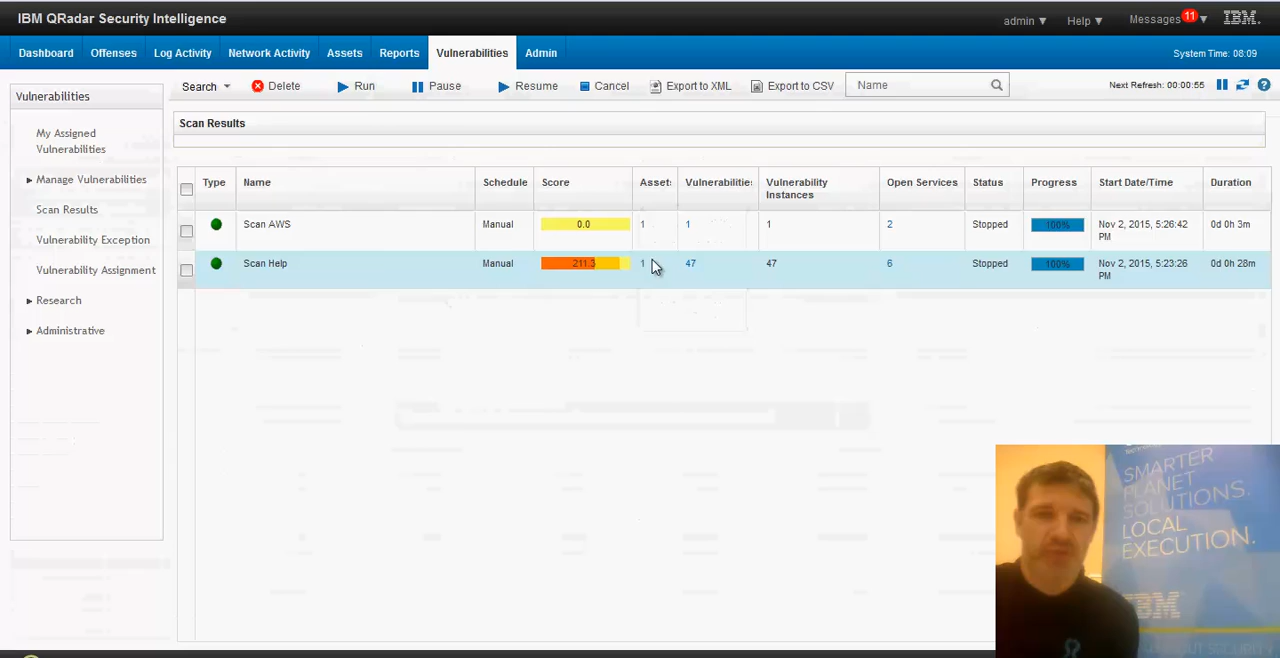 IBM QRadar Security Intelligence
admin ▼ Help ▼ Messages 11 ▼ IBM.
Dashboard Offenses Log Activity Network Activity Assets Reports Vulnerabilities Admin System Time: 08:09
Vulnerabilities
My Assigned
Vulnerabilities
Manage Vulnerabilities
Scan Results
Vulnerability Exception
Vulnerability Assignment
Research
Administrative
Search Delete Run Pause Resume Cancel Export to XML Export to CSV Name Next Refresh: 00:00:55
Scan Results
Type Name Schedule Score Asset Vulnerabilitie Vulnerability Open Services Status Progress Start Date/Time Duration
Instances
Scan AWS Manual 0.0 1 1 1 2 Stopped 100% Nov 2, 2015, 5:26:42 0d 0h 3m
PM
Scan Help Manual 211.3 1 47 47 6 Stopped 100% Nov 2, 2015, 5:23:26 0d 0h 28m
PM
SMARTER
PLANET
SOLUTIONS.
LOCAL
EXECUTION.
IBM